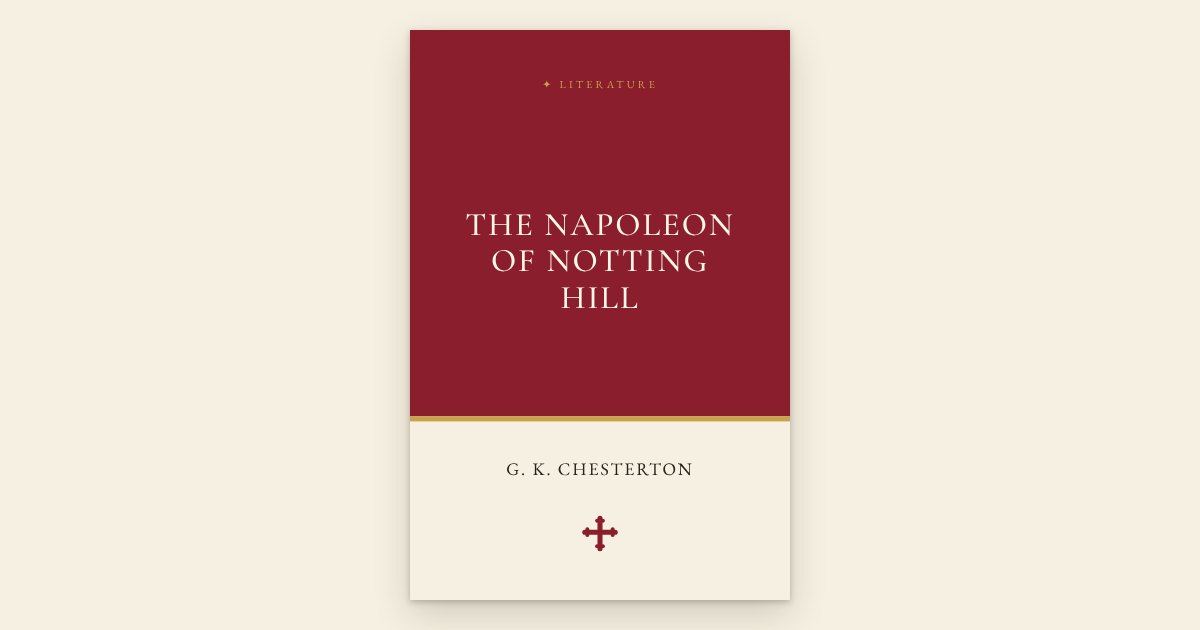 ✦ LITERATURE
THE NAPOLEON
OF NOTTING
HILL
G. K. CHESTERTON